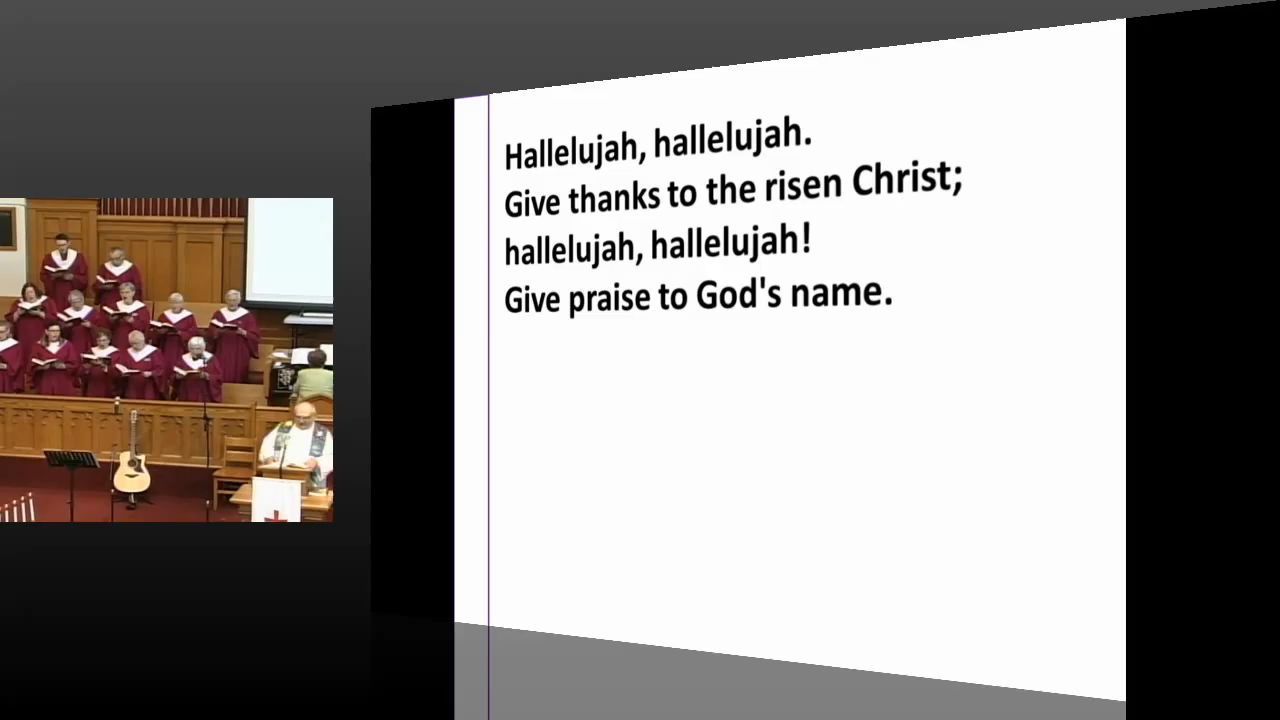 Hallelujah, hallelujah.
Give thanks to the risen Christ;
hallelujah, hallelujah!
Give praise to God's name.